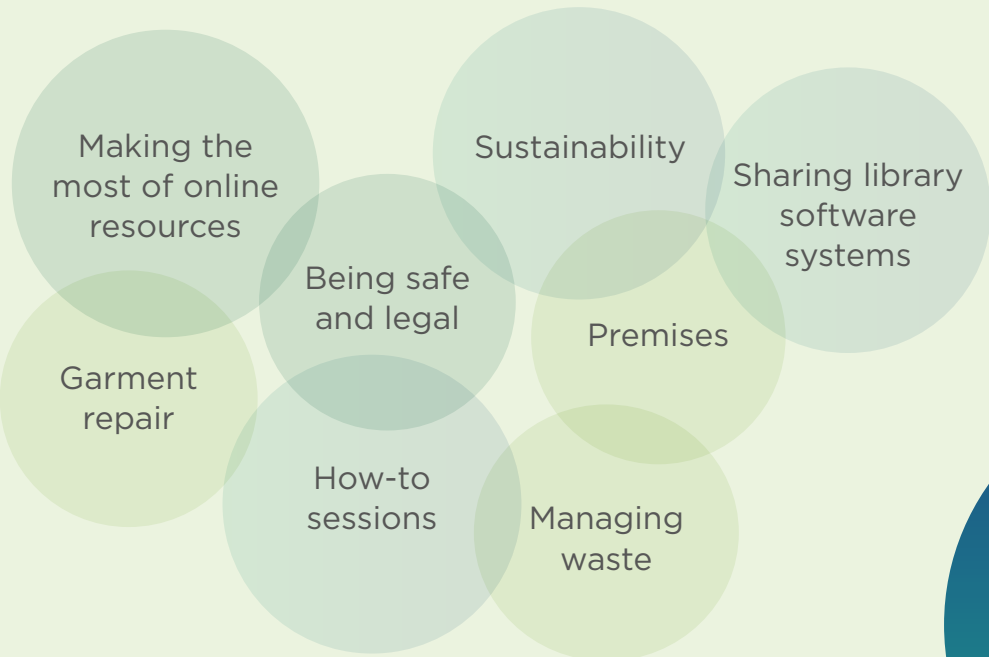 Making the
most of online
resources
Sustainability
Sharing library
software
systems
Being safe
and legal
Premises
Garment
repair
How-to
sessions
Managing
waste